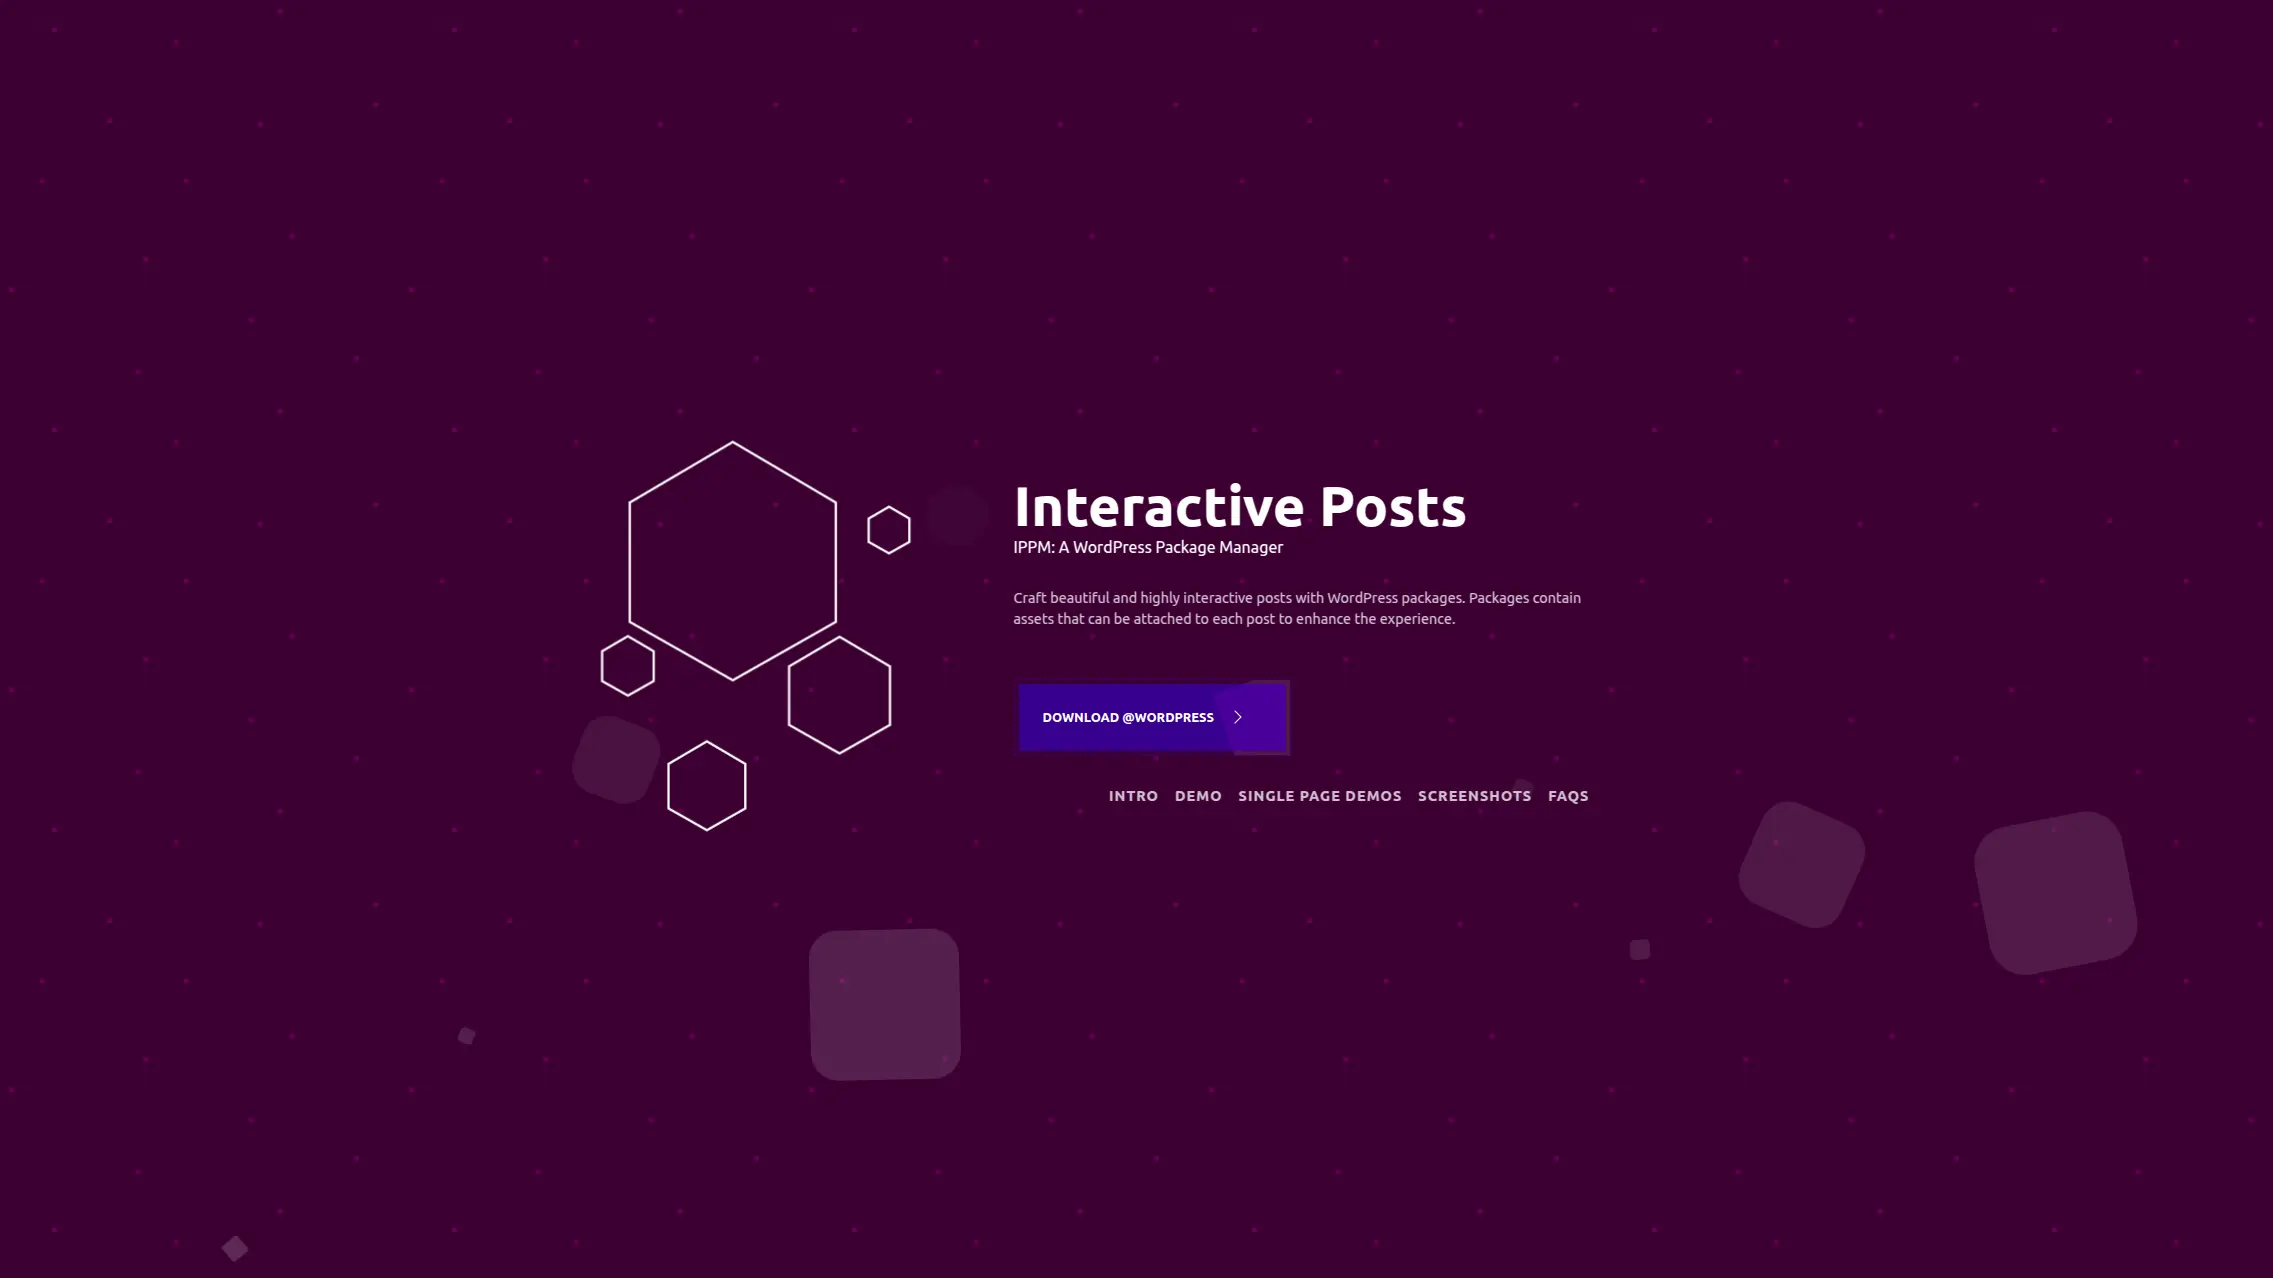 Interactive Posts
IPPM: A WordPress Package Manager
Craft beautiful and highly interactive posts with WordPress packages. Packages contain
assets that can be attached to each post to enhance the experience.
DOWNLOAD @WORDPRESS
INTRO DEMO SINGLE PAGE DEMOS SCREENSHOTS FAQS